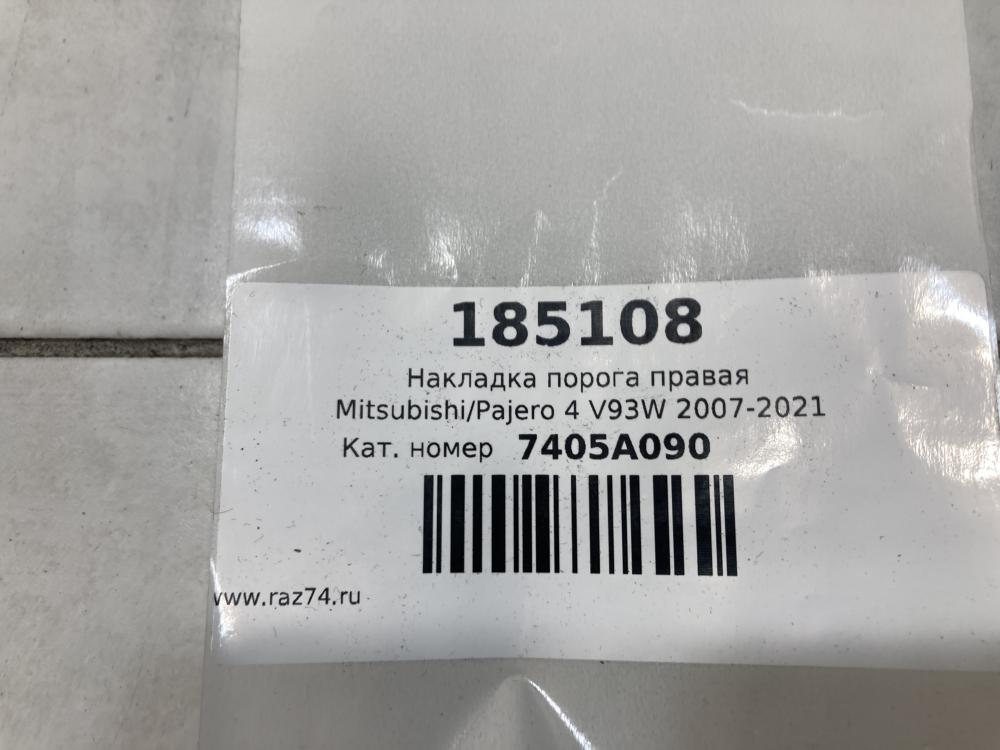 185108
Накладка порога правая
Mitsubishi/Pajero 4 V93W 2007-2021
Кат. номер 7405A090
www.raz74.ru